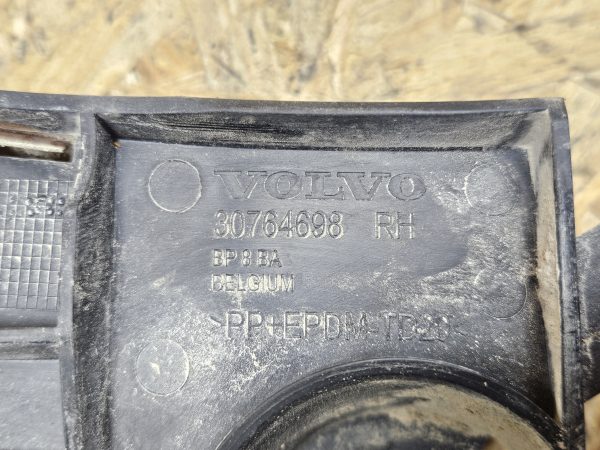 VOLVO
30764698 RH
BP 8 BA
BELGIUM
>PP+EPDM-TD20<